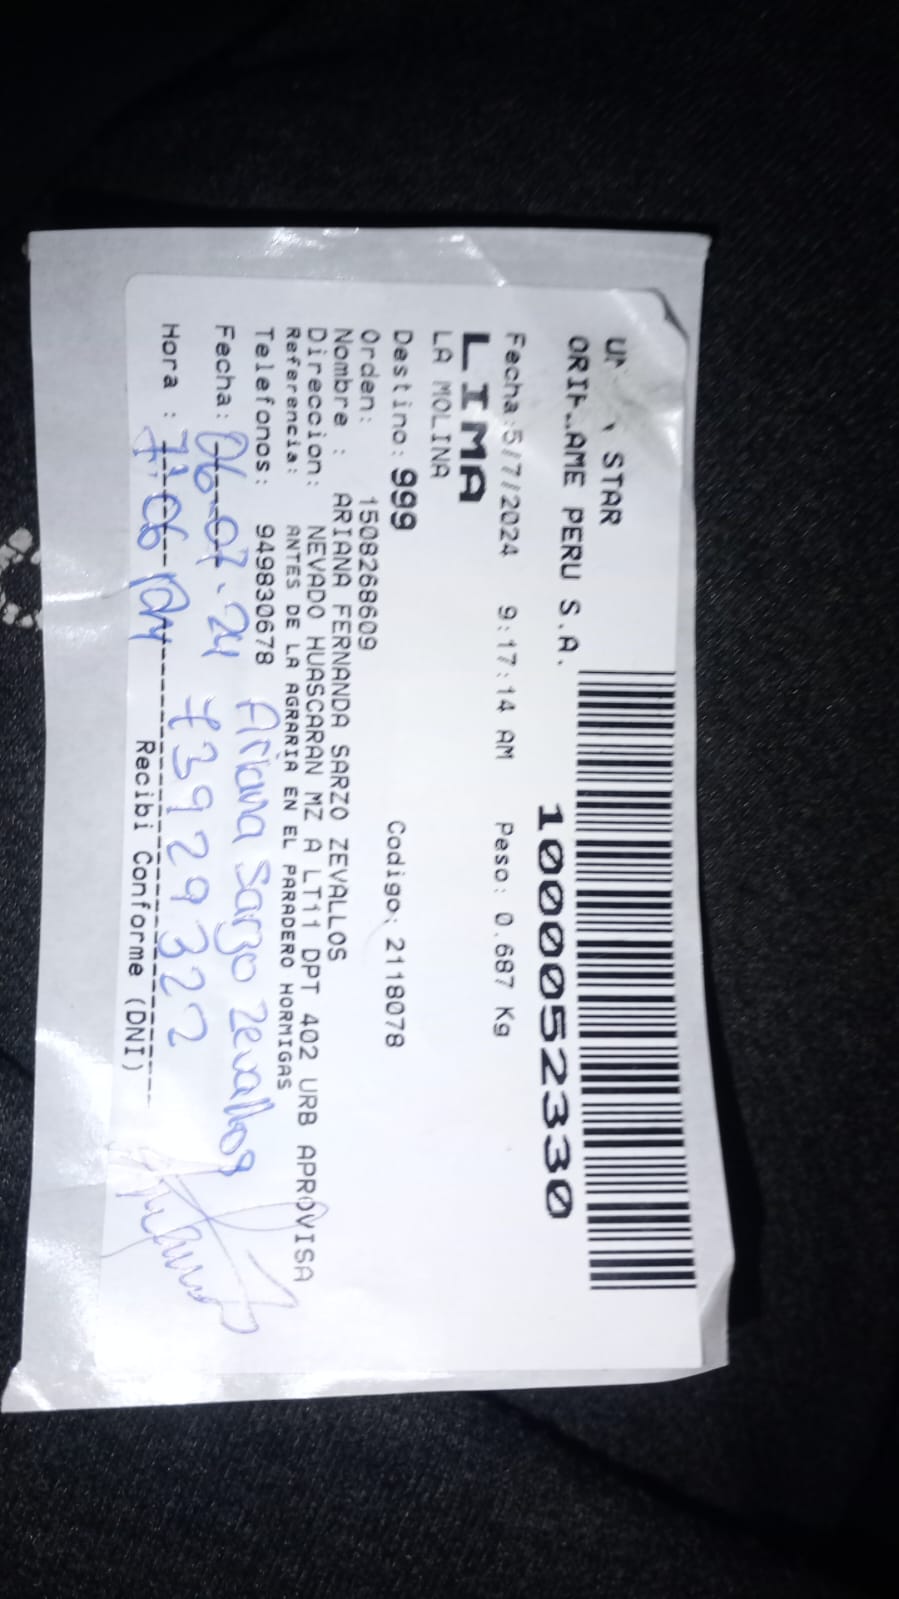 STAR
PERU S.A.
1000052330
Fecha:5/7/2024 9:17:14 AM Peso: 0.687 Kg
LIMA
LA MOLINA
Destino: 999 Codigo: 2118078
Orden: 1508268609
Nombre : ARIANA FERNANDA SARZO ZEVALLOS
Direccion: NEVADO HUASCARAN MZ A LT11 DPT 402 URB APROVISA
Referencia: ANTES DE LA AGRARIA EN EL PARADERO HORMIGAS
Telefonos: 949830678
Fecha: 06-07-24 Ariana Sarzo Zevallos
Hora : 7:06 PM 73929322
Recibi Conforme (DNI)